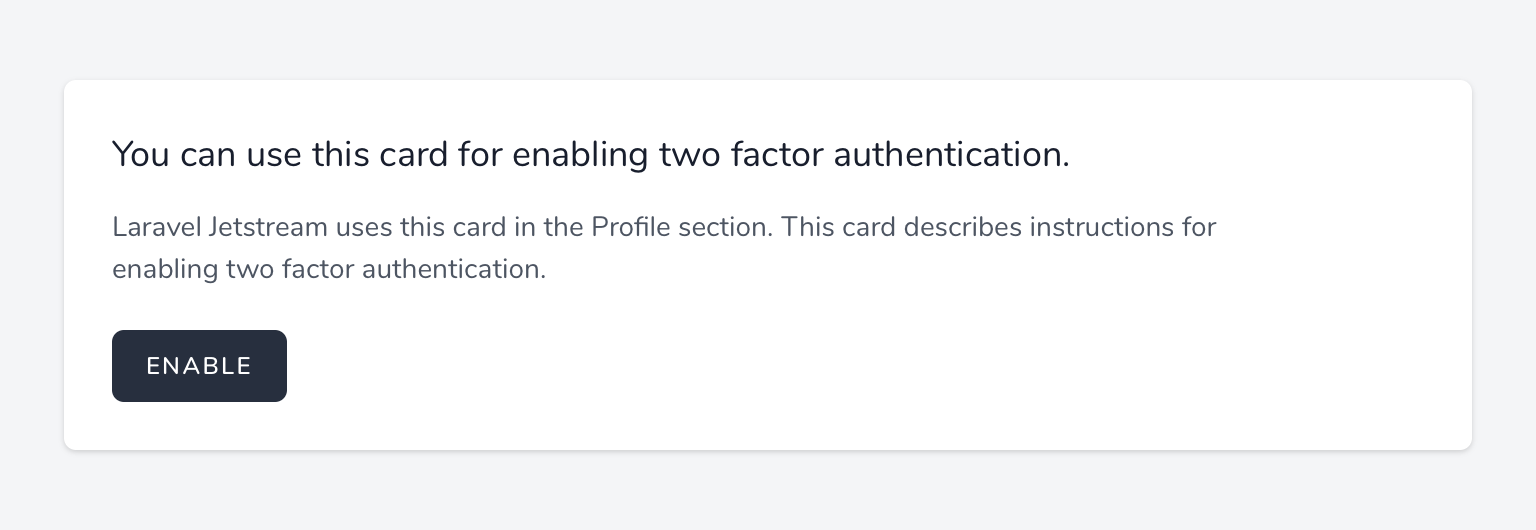 You can use this card for enabling two factor authentication.
Laravel Jetstream uses this card in the Profile section. This card describes instructions for
enabling two factor authentication.
ENABLE